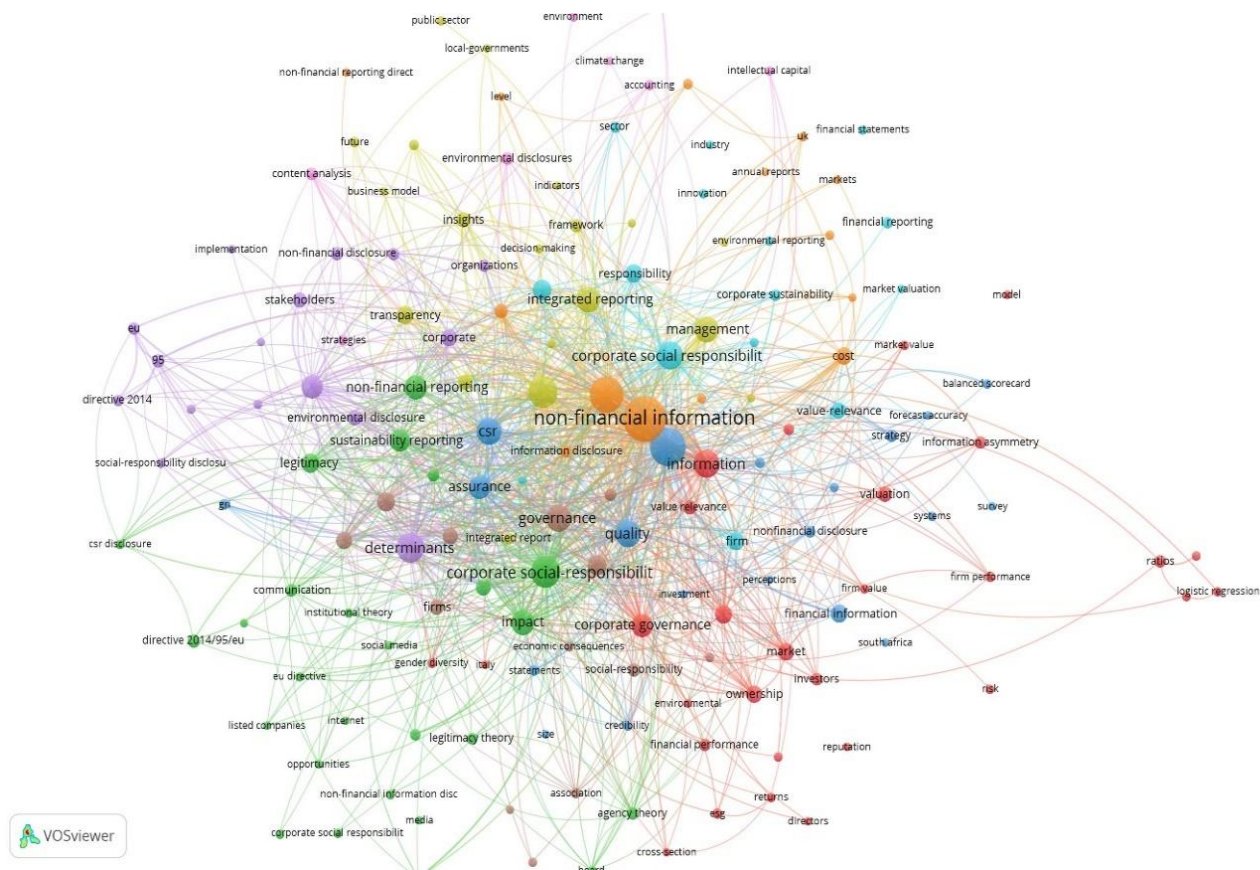 public sector
environment
local-governments
non-financial reporting direct
climate change
intellectual capital
accounting
level
sector
uk
financial statements
future
industry
environmental disclosures
content analysis
annual reports
markets
business model
indicators
innovation
insights
framework
financial reporting
implementation
non-financial disclosure
decision-making
environmental reporting
organizations
responsibility
stakeholders
integrated reporting
corporate sustainability
market valuation
model
transparency
eu
management
strategies
corporate
market value
95
corporate social responsibilit
cost
non-financial reporting
balanced scorecard
directive 2014
environmental disclosure
non-financial information
value-relevance
forecast accuracy
csr
strategy
sustainability reporting
information asymmetry
information disclosure
social-responsibility disclosu
legitimacy
information
assurance
valuation
gri
value relevance
survey
governance
systems
quality
nonfinancial disclosure
integrated report
firm
csr disclosure
determinants
ratios
corporate social-responsibilit
perceptions
firm performance
communication
investment
firm value
logistic regression
firms
institutional theory
impact
corporate governance
financial information
directive 2014/95/eu
social media
economic consequences
south africa
market
gender diversity
italy
statements
social-responsibility
eu directive
investors
risk
ownership
environmental
listed companies
internet
credibility
legitimacy theory
size
financial performance
reputation
opportunities
non-financial information disc
association
returns
media
agency theory
esg
directors
corporate social responsibilit
cross-section
board
VOSviewer